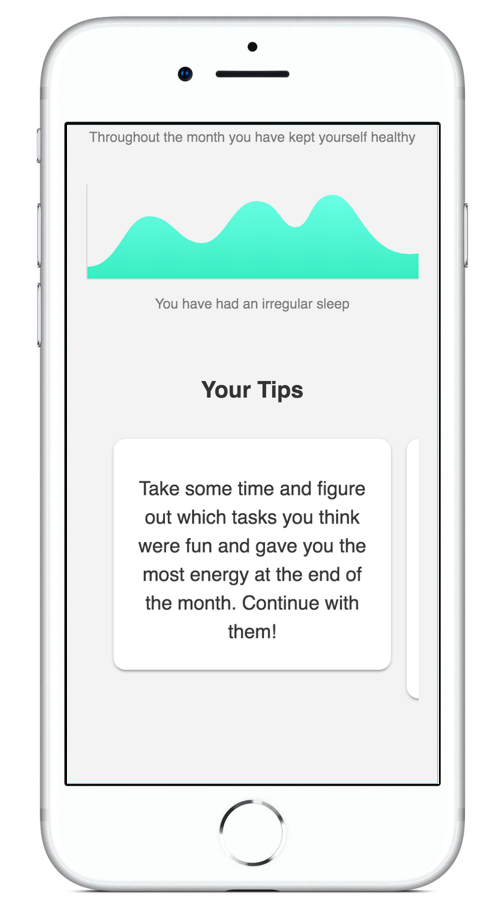 Throughout the month you have kept yourself healthy
You have had an irregular sleep
Your Tips
Take some time and figure
out which tasks you think
were fun and gave you the
most energy at the end of
the month. Continue with
them!